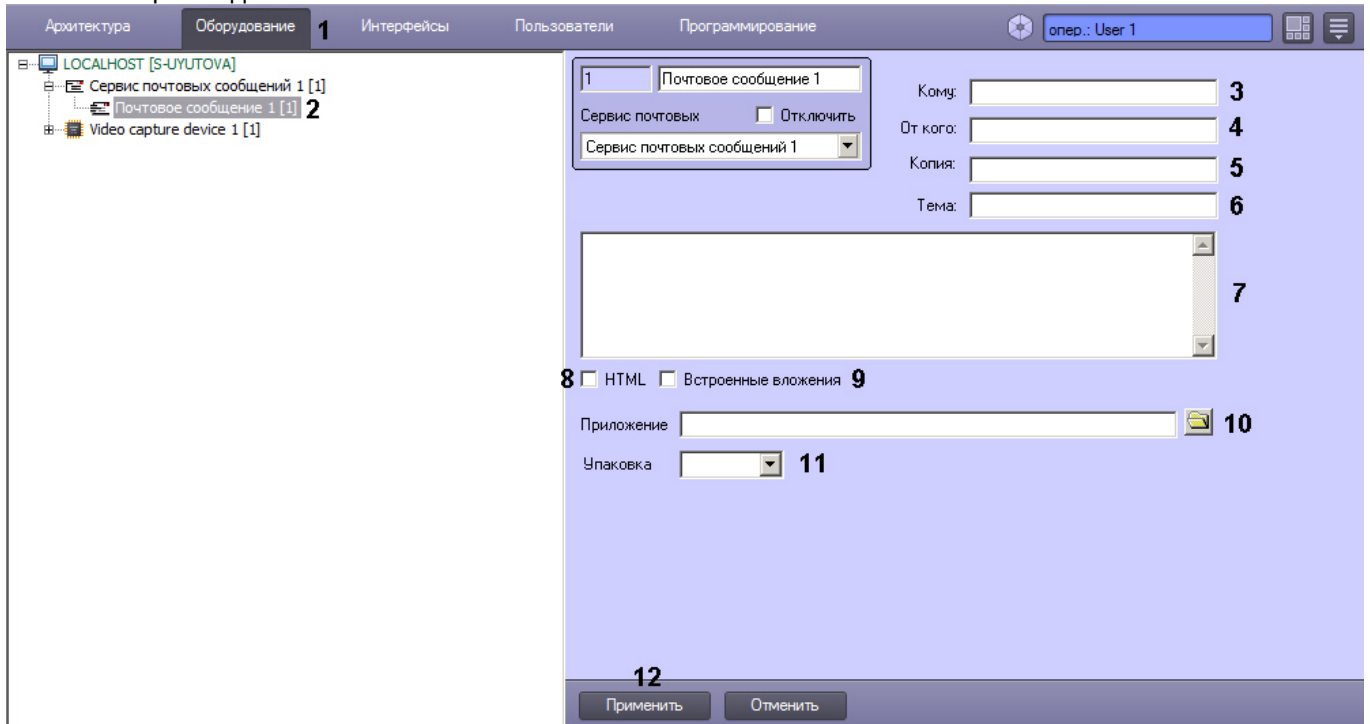 Архитектура Оборудование 1 Интерфейсы Пользователи Программирование опер.: User 1
LOCALHOST [S-UYUTOVA]
Сервис почтовых сообщений 1 [1]
Почтовое сообщение 1 [1] 2
Video capture device 1 [1]
1 Почтовое сообщение 1
Сервис почтовых Отключить
Сервис почтовых сообщений 1
Кому: 3
От кого: 4
Копия: 5
Тема: 6
7
8 HTML Встроенные вложения 9
Приложение 10
Упаковка 11
12
Применить Отменить